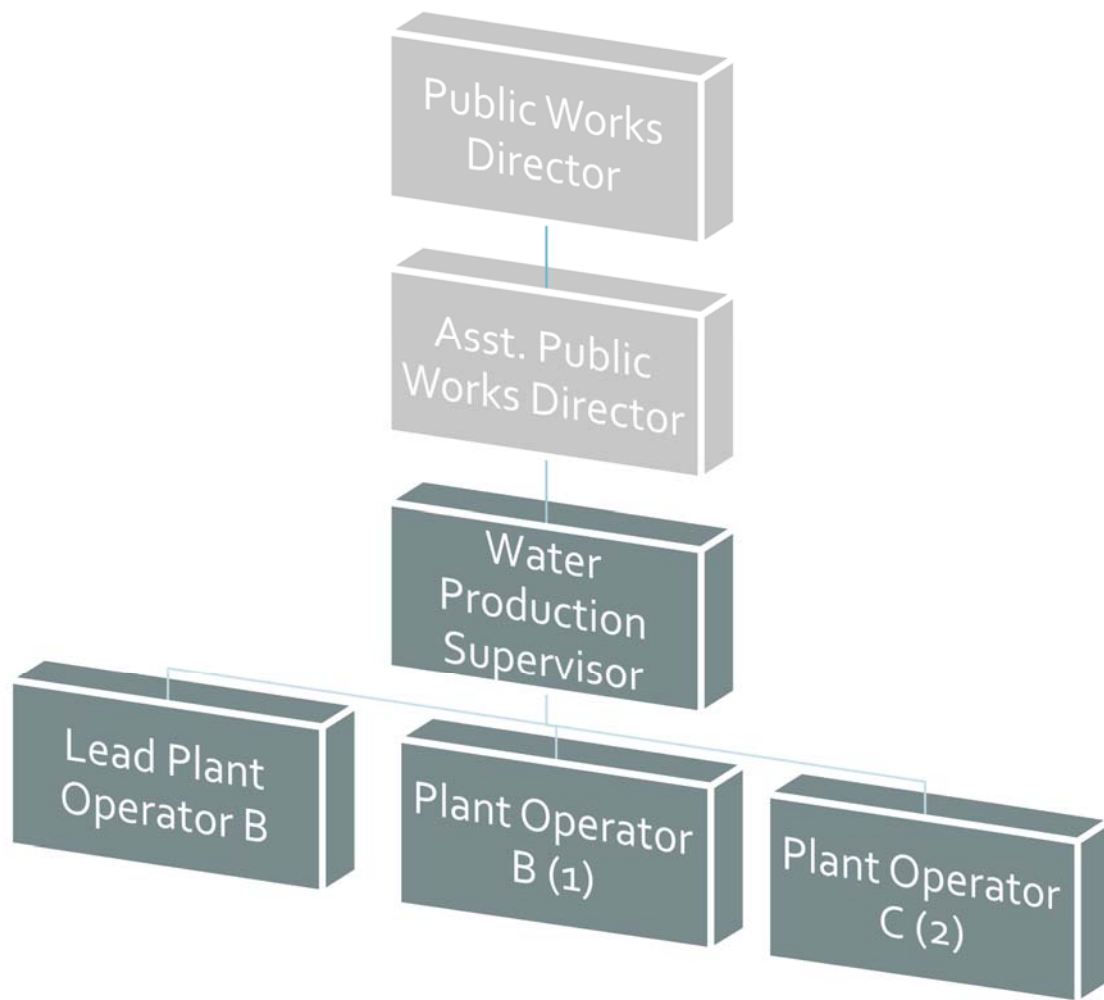 Public Works
Director
Asst. Public
Works Director
Water
Production
Supervisor
Lead Plant
Operator B
Plant Operator
B (1)
Plant Operator
C (2)